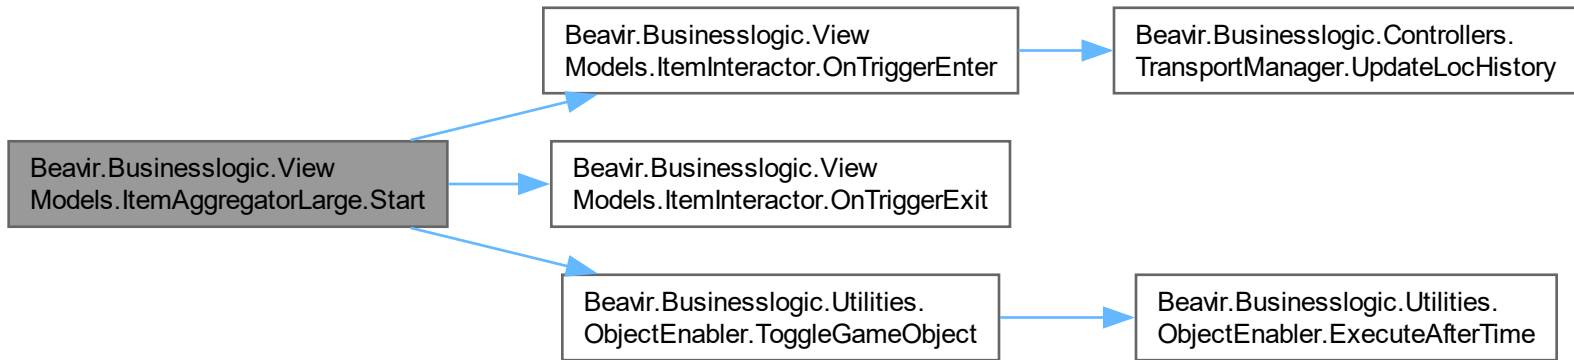 Beavir.Businesslogic.View
Models.ItemInteractor.OnTriggerEnter
Beavir.Businesslogic.Controllers.
TransportManager.UpdateLocHistory
Beavir.Businesslogic.View
Models.ItemAggregatorLarge.Start
Beavir.Businesslogic.View
Models.ItemInteractor.OnTriggerExit
Beavir.Businesslogic.Utilities.
ObjectEnabler.ToggleGameObject
Beavir.Businesslogic.Utilities.
ObjectEnabler.ExecuteAfterTime